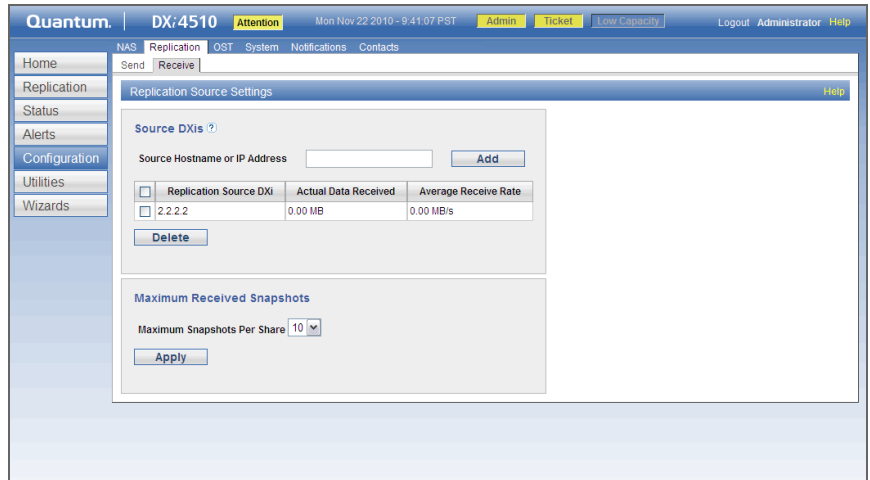 Quantum. DXi4510 Attention Mon Nov 22 2010 - 9:41:07 PST Admin Ticket Low Capacity Logout Administrator Help
NAS Replication OST System Notifications Contacts
Send Receive
Home
Replication
Status
Alerts
Configuration
Utilities
Wizards
Replication Source Settings Help
Source DXis ?
Source Hostname or IP Address Add
Replication Source DXi Actual Data Received Average Receive Rate
2.2.2.2 0.00 MB 0.00 MB/s
Delete
Maximum Received Snapshots
Maximum Snapshots Per Share 10
Apply